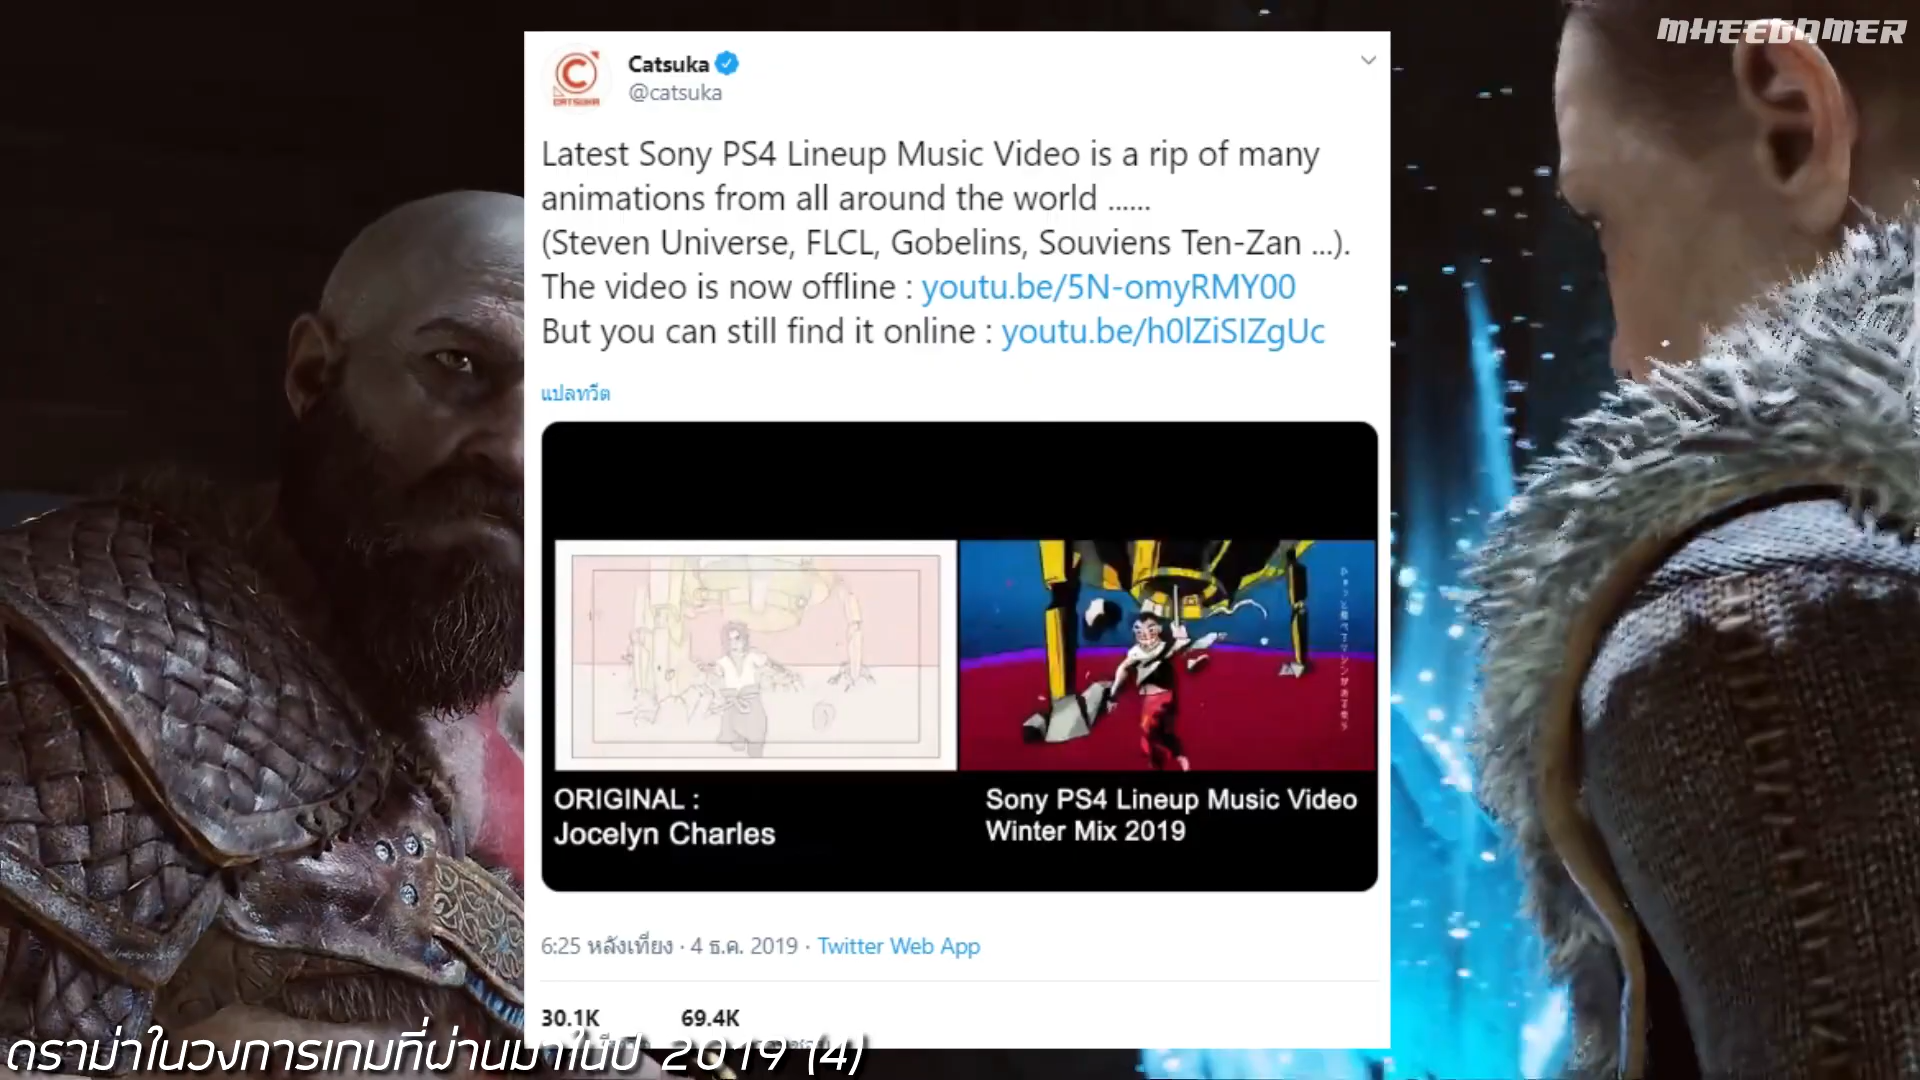 MHEEGAMER
Catsuka
@catsuka
CATSUKA
Latest Sony PS4 Lineup Music Video is a rip of many
animations from all around the world ......
(Steven Universe, FLCL, Gobelins, Souviens Ten-Zan ...).
The video is now offline : youtu.be/5N-omyRMY00
But you can still find it online : youtu.be/h0lZiSIZgUc
แปลทวีต
ORIGINAL :
Jocelyn Charles
Sony PS4 Lineup Music Video
Winter Mix 2019
6:25 หลังเที่ยง · 4 ธ.ค. 2019 · Twitter Web App
30.1K 69.4K
ดราม่าในวงการเกมที่ผ่านมาในปี 2019 (4)